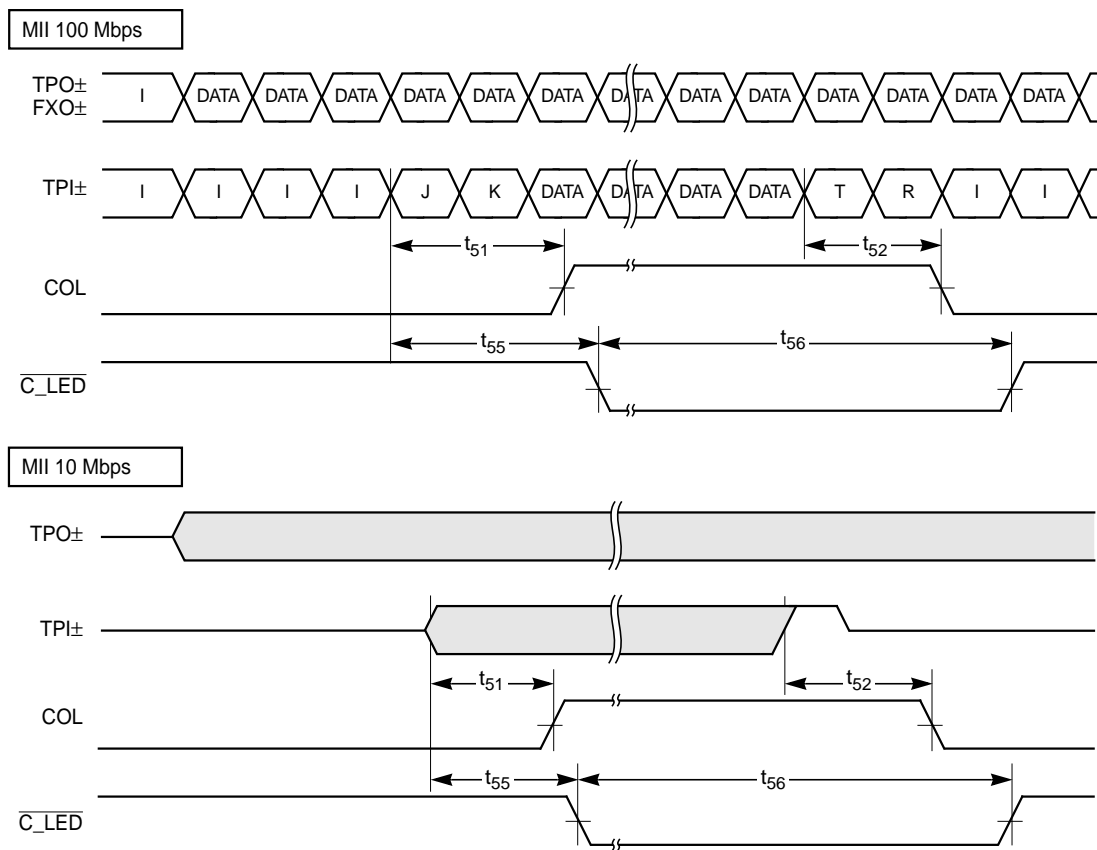 MII 100 Mbps
TPO±
FXO±
I DATA DATA DATA DATA DATA DATA DATA DATA DATA DATA DATA DATA DATA
TPI±
I I I I J K DATA DATA DATA DATA T R I I
t51 t52
COL
t55 t56
C_LED
MII 10 Mbps
TPO±
TPI±
t51 t52
COL
t55 t56
C_LED